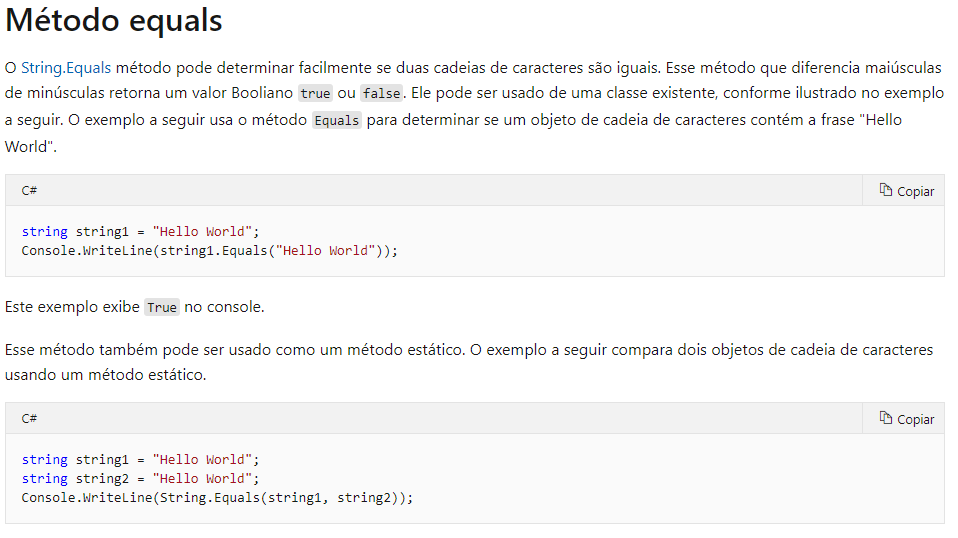 Método equals
O String.Equals método pode determinar facilmente se duas cadeias de caracteres são iguais. Esse método que diferencia maiúsculas
de minúsculas retorna um valor Booliano true ou false. Ele pode ser usado de uma classe existente, conforme ilustrado no exemplo
a seguir. O exemplo a seguir usa o método Equals para determinar se um objeto de cadeia de caracteres contém a frase "Hello
World".
C# Copiar
string string1 = "Hello World";
Console.WriteLine(string1.Equals("Hello World"));
Este exemplo exibe True no console.
Esse método também pode ser usado como um método estático. O exemplo a seguir compara dois objetos de cadeia de caracteres
usando um método estático.
C# Copiar
string string1 = "Hello World";
string string2 = "Hello World";
Console.WriteLine(String.Equals(string1, string2));